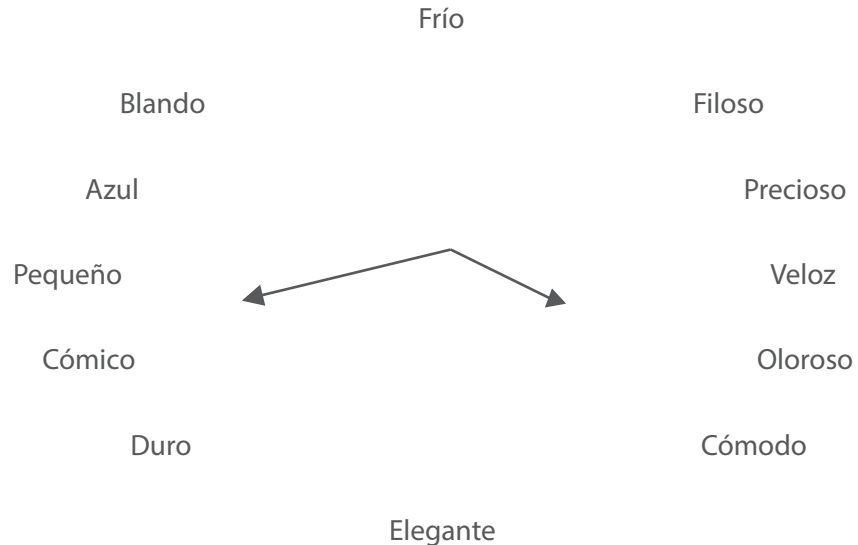 Frío
Blando
Filoso
Azul
Precioso
Pequeño
Veloz
Cómico
Oloroso
Duro
Cómodo
Elegante